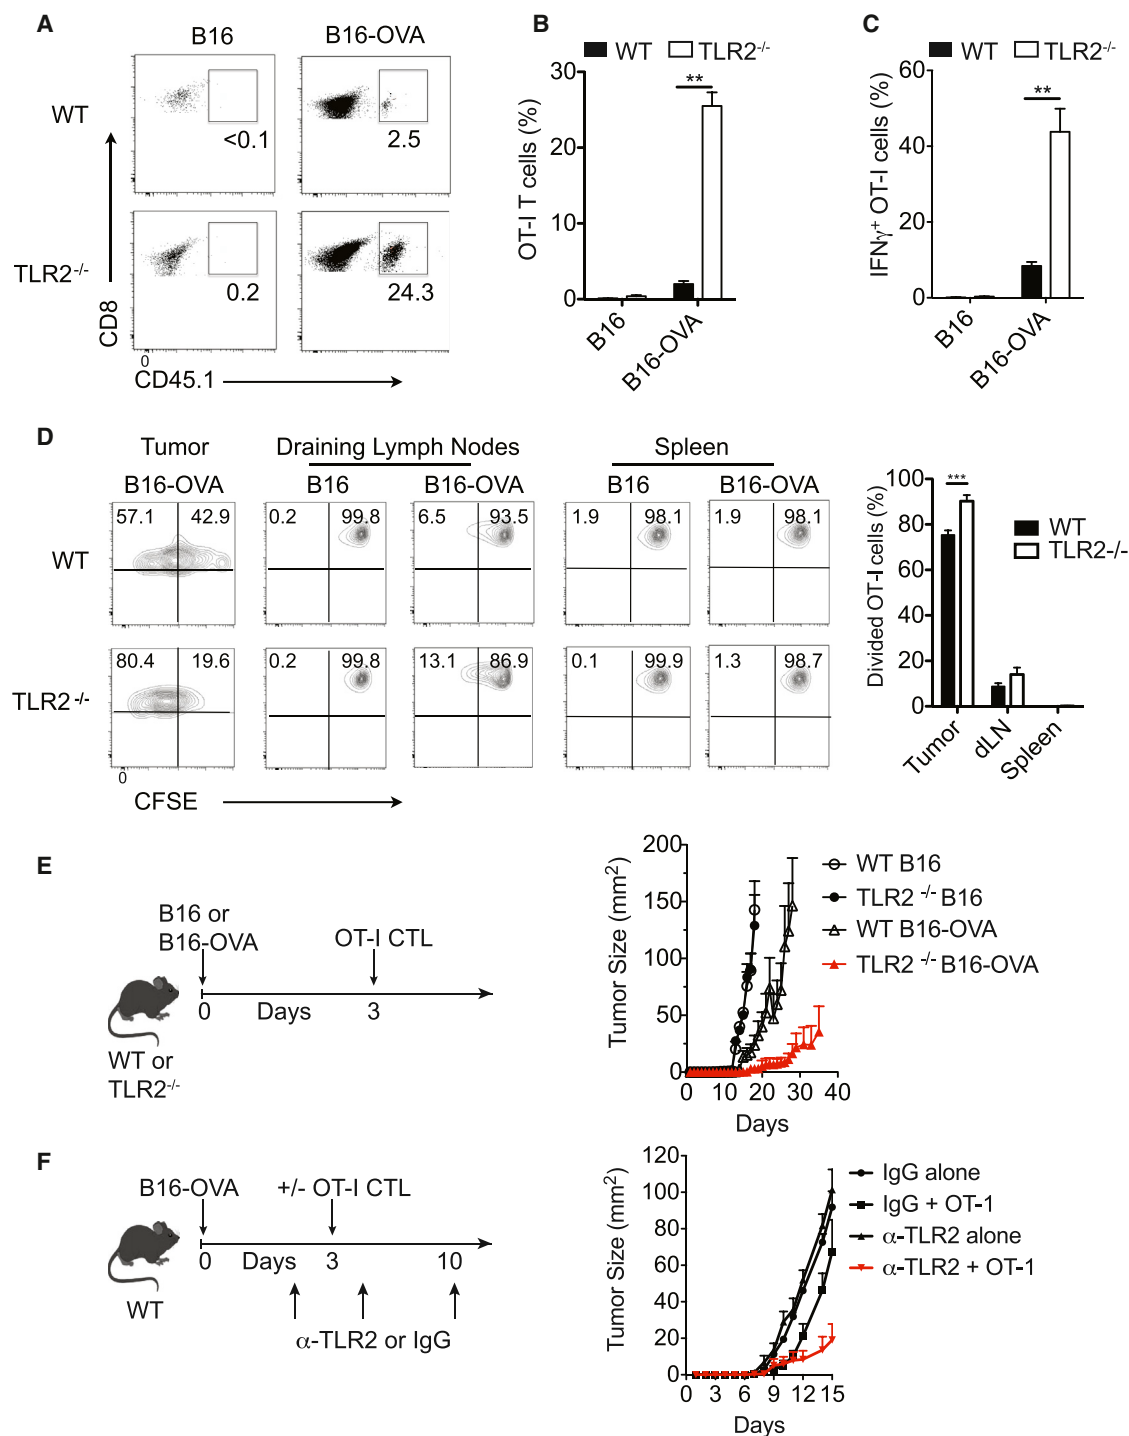 A
B16
B16-OVA
WT
<0.1
2.5
TLR2-/-
0.2
24.3
CD8
0
CD45.1
B
WT
TLR2-/-
OT-I T cells (%)
30
20
10
0
**
B16
B16-OVA
C
WT
TLR2-/-
IFNγ+ OT-I cells (%)
60
40
20
0
**
B16
B16-OVA
D
Tumor
Draining Lymph Nodes
Spleen
B16-OVA
B16
B16-OVA
B16
B16-OVA
WT
57.1 42.9
0.2 99.8
6.5 93.5
1.9 98.1
1.9 98.1
TLR2 -/-
80.4 19.6
0.2 99.8
13.1 86.9
0.1 99.9
1.3 98.7
0
CFSE
Divided OT-I cells (%)
100
80
60
40
20
0
***
WT
TLR2-/-
Tumor
dLN
Spleen
E
B16 or
B16-OVA
OT-I CTL
0 Days 3
WT or
TLR2-/-
Tumor Size (mm2)
200
150
100
50
0
0 10 20 30 40
Days
WT B16
TLR2 -/- B16
WT B16-OVA
TLR2 -/- B16-OVA
F
B16-OVA
+/- OT-I CTL
0 Days 3 10
WT
α-TLR2 or IgG
Tumor Size (mm2)
120
100
80
60
40
20
0
0 3 6 9 12 15
Days
IgG alone
IgG + OT-1
α-TLR2 alone
α-TLR2 + OT-1